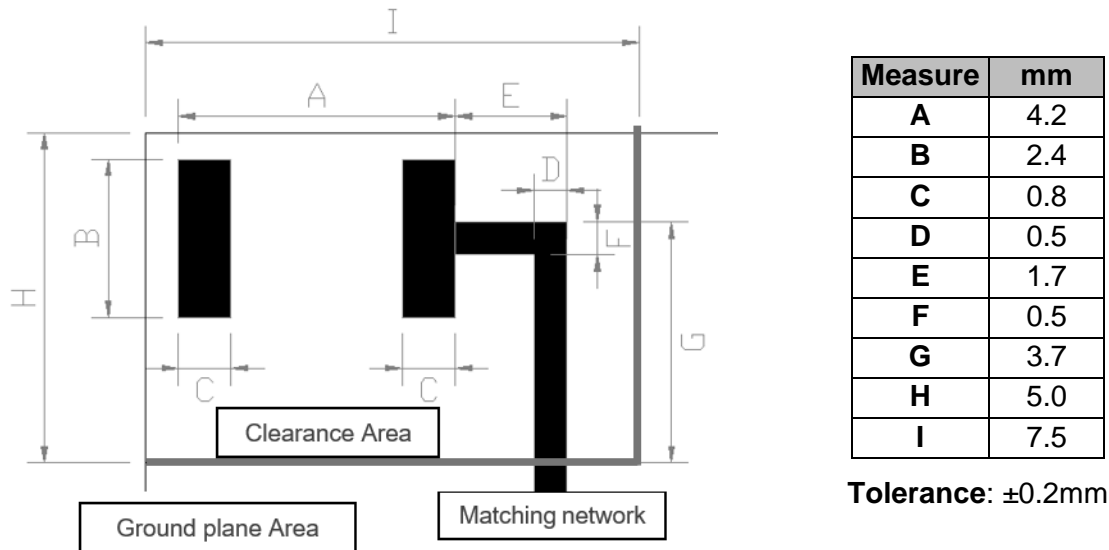 I
A
E
D
B
F
H
G
C
C
Clearance Area
Ground plane Area
Matching network
Measure mm
A 4.2
B 2.4
C 0.8
D 0.5
E 1.7
F 0.5
G 3.7
H 5.0
I 7.5
Tolerance: ±0.2mm